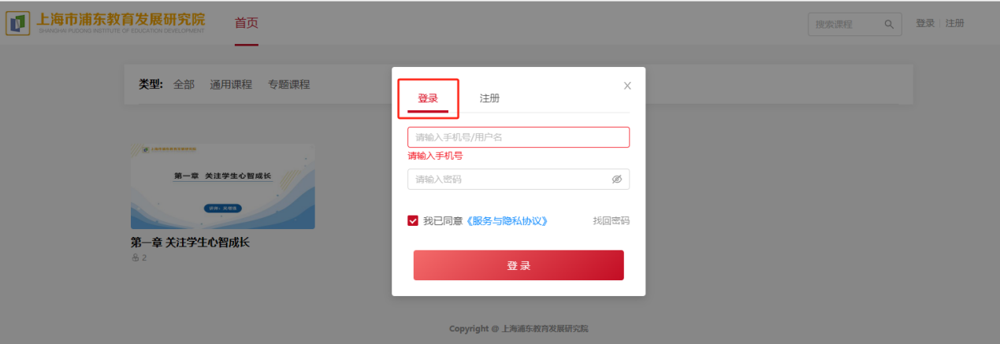 上海市浦东教育发展研究院
SHANGHAI PUDONG INSTITUTE OF EDUCATION DEVELOPMENT
首页
搜索课程
登录 | 注册
类型: 全部 通用课程 专题课程
登录 注册
请输入手机号/用户名
请输入手机号
请输入密码
我已同意《服务与隐私协议》 找回密码
登 录
上海市浦东教育发展研究院
第一章 关注学生心智成长
第一章 关注学生心智成长
2
Copyright @ 上海浦东教育发展研究院